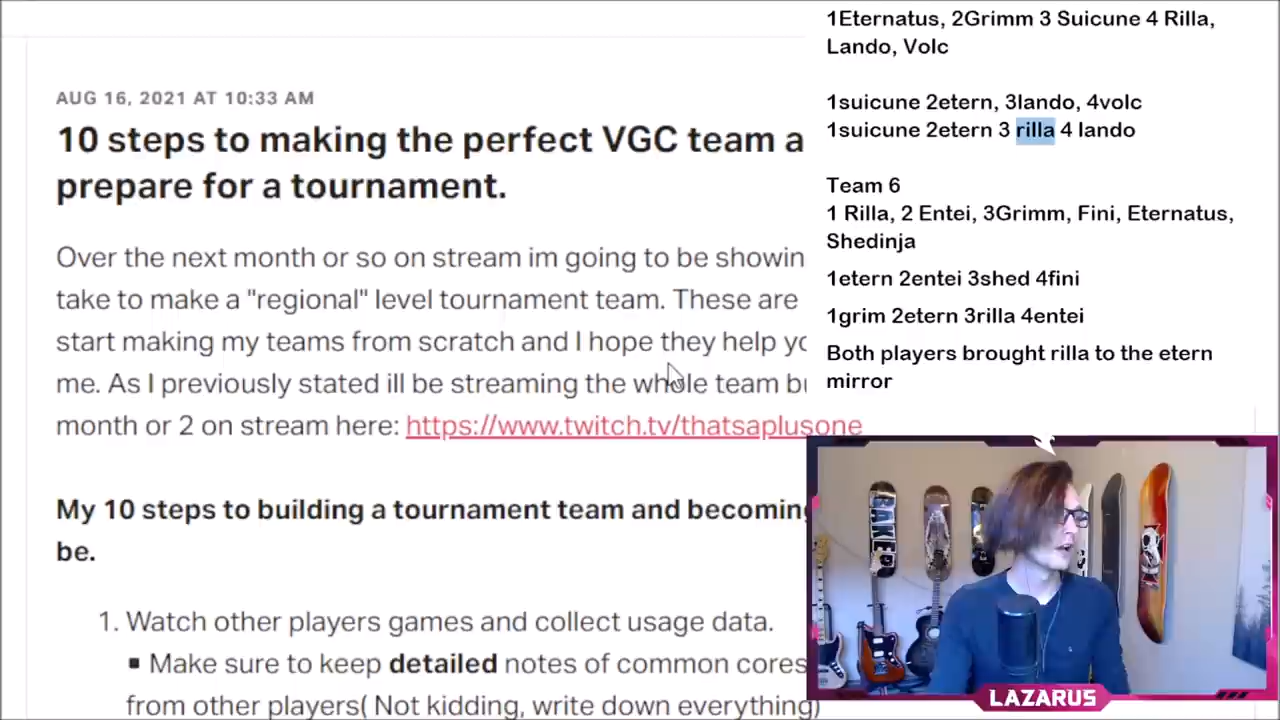 AUG 16, 2021 AT 10:33 AM
10 steps to making the perfect VGC team a
prepare for a tournament.
Over the next month or so on stream im going to be showin
take to make a "regional" level tournament team. These are
start making my teams from scratch and I hope they help yo
me. As I previously stated ill be streaming the whole team bu
month or 2 on stream here: https://www.twitch.tv/thatsaplusone
My 10 steps to building a tournament team and becoming
be.
1. Watch other players games and collect usage data.
■ Make sure to keep detailed notes of common cores
from other players( Not kidding, write down everything)
1Eternatus, 2Grimm 3 Suicune 4 Rilla,
Lando, Volc
1suicune 2etern, 3lando, 4volc
1suicune 2etern 3 rilla 4 lando
Team 6
1 Rilla, 2 Entei, 3Grimm, Fini, Eternatus,
Shedinja
1etern 2entei 3shed 4fini
1grim 2etern 3rilla 4entei
Both players brought rilla to the etern
mirror
LAZARUS